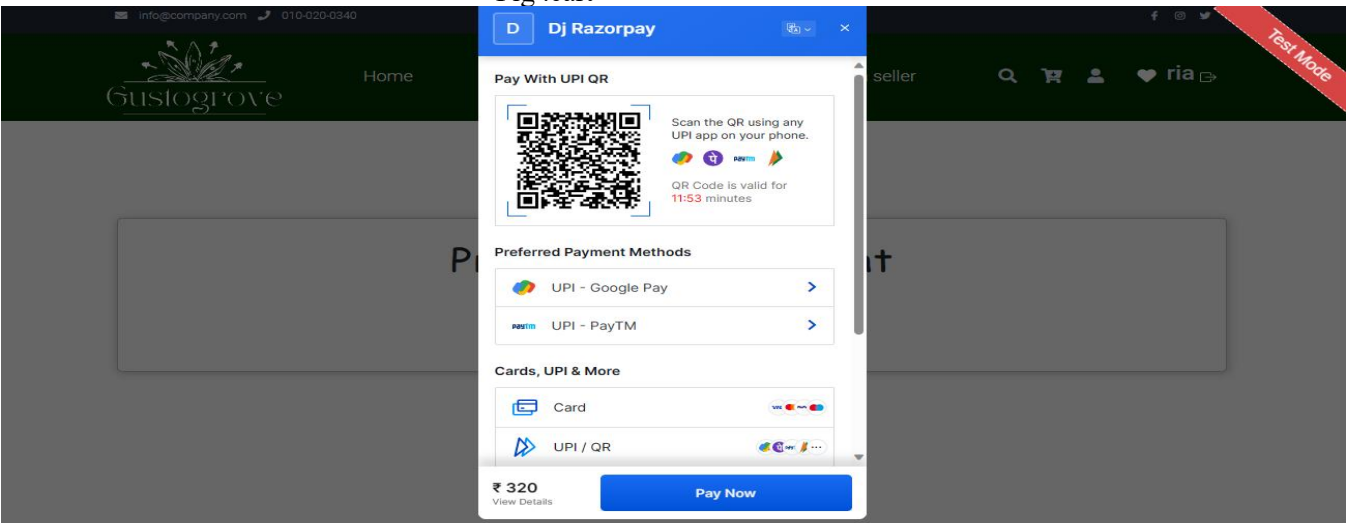 info@company.com 010-020-0340
Gustogrove
Home
seller
ria
Test Mode
D Dj Razorpay
Pay With UPI QR
Scan the QR using any
UPI app on your phone.
QR Code is valid for
11:53 minutes
Preferred Payment Methods
UPI - Google Pay
UPI - PayTM
Cards, UPI & More
Card
UPI / QR
₹ 320
View Details
Pay Now